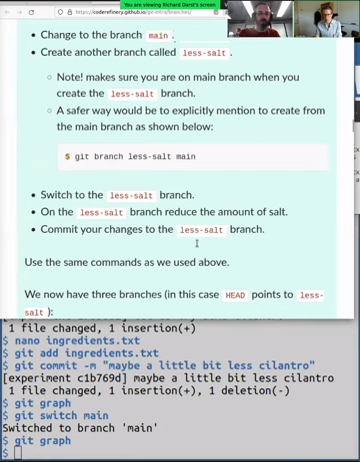 You are viewing Richard Darst's screen
https://coderefinery.github.io/git-intro/branches/
Change to the branch main .
Create another branch called less-salt .
Note! makes sure you are on main branch when you
create the less-salt branch.
A safer way would be to explicitly mention to create from
the main branch as shown below:
$ git branch less-salt main
Switch to the less-salt branch.
On the less-salt branch reduce the amount of salt.
Commit your changes to the less-salt branch.
Use the same commands as we used above.
We now have three branches (in this case HEAD points to less-
salt ):
1 file changed, 1 insertion(+)
$ nano ingredients.txt
$ git add ingredients.txt
$ git commit -m "maybe a little bit less cilantro"
[experiment c1b769d] maybe a little bit less cilantro
1 file changed, 1 insertion(+), 1 deletion(-)
$ git graph
$ git switch main
Switched to branch 'main'
$ git graph
$